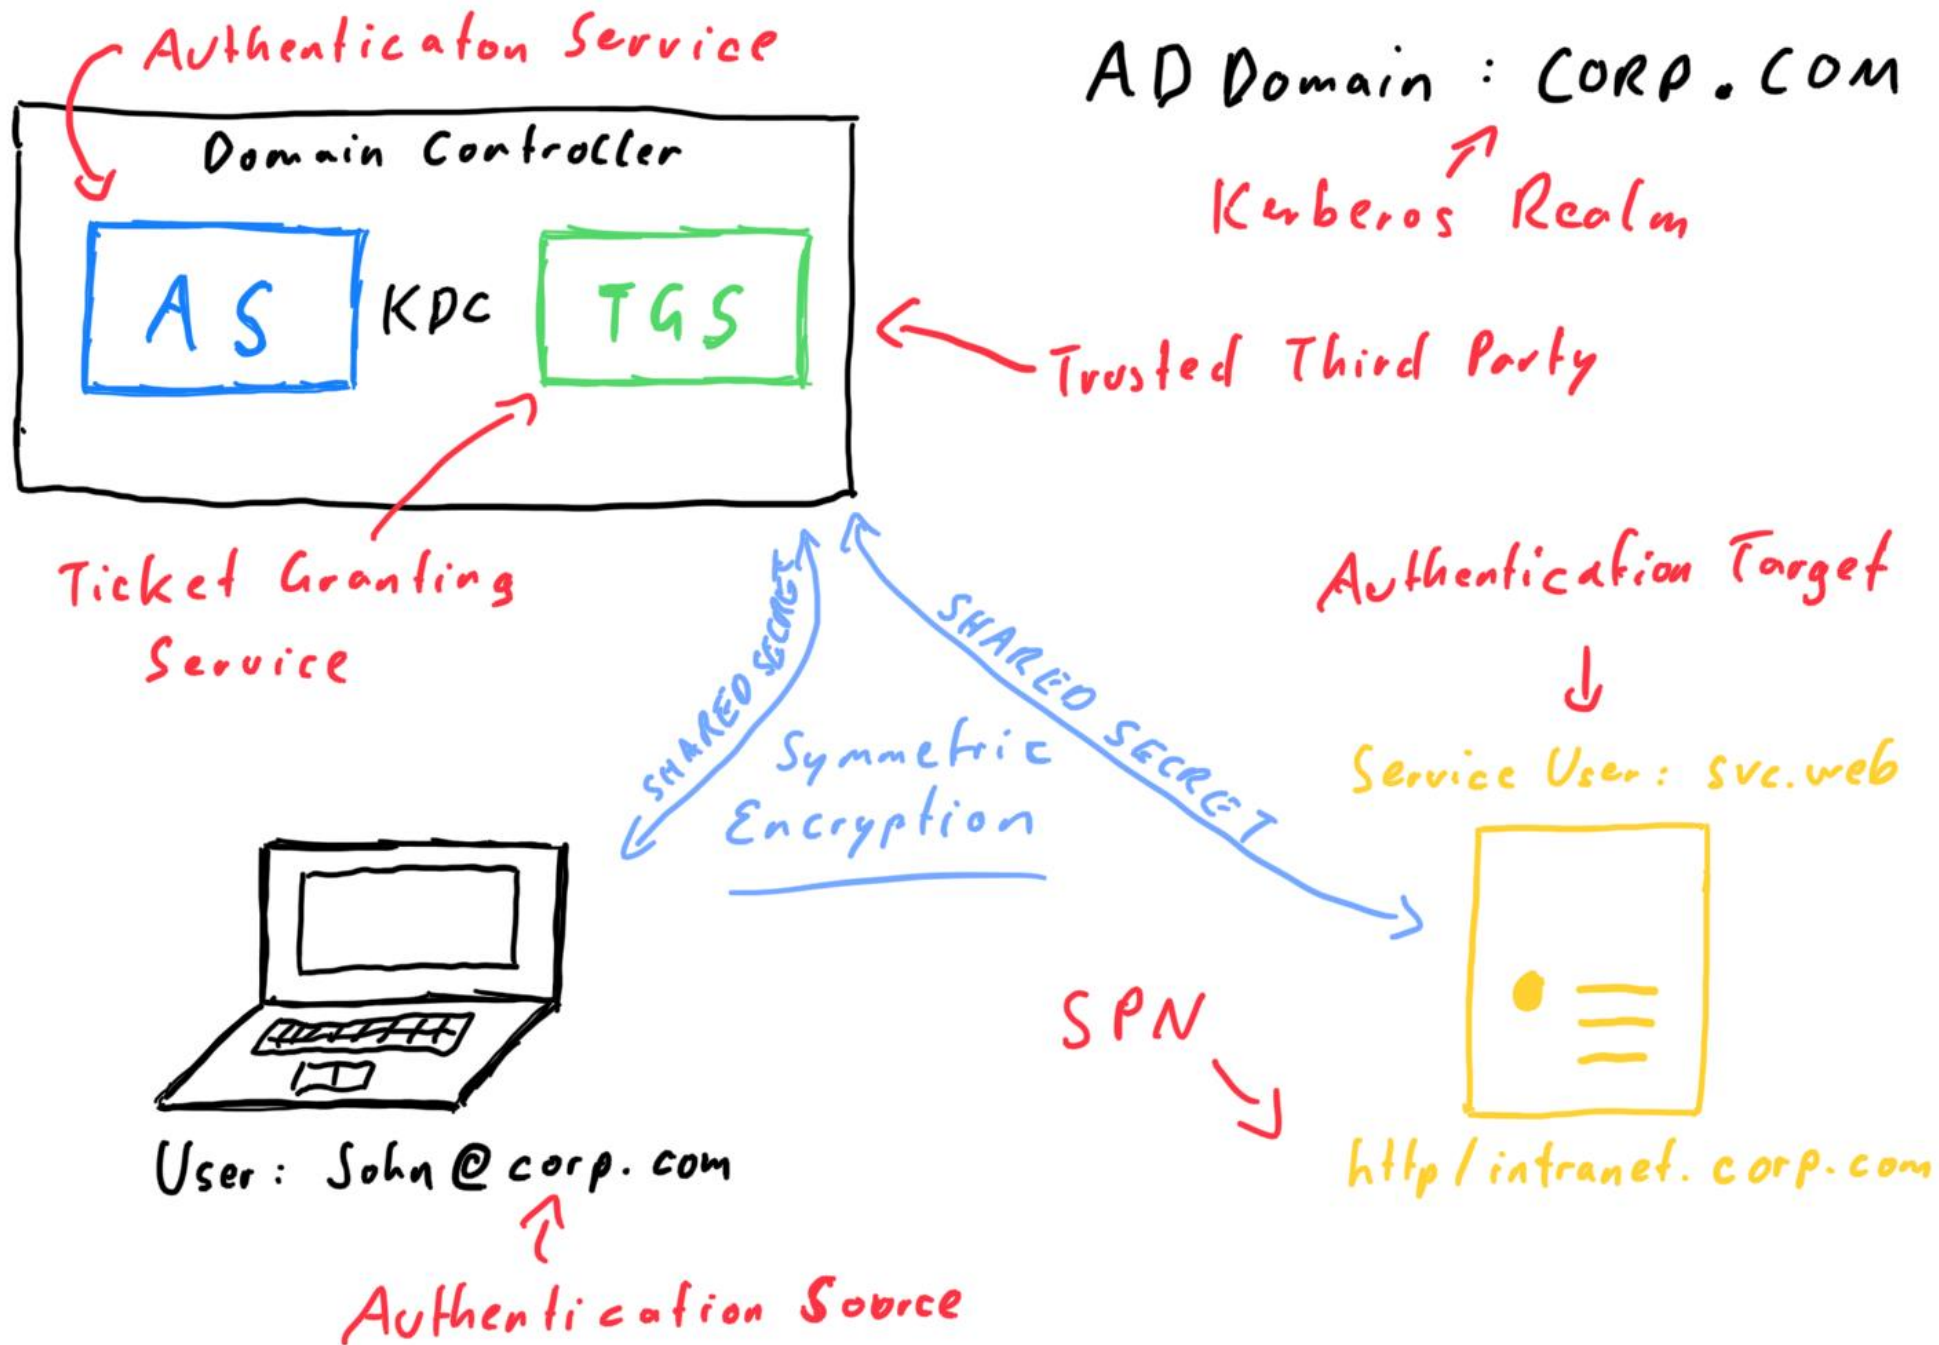 Authenticaton Service
AD Domain : CORP.COM
Domain Controller
Kerberos Realm
AS
KDC
TGS
Trusted Third Party
Ticket Granting
Service
Authentication Target
SHARED SECRET
SHARED SECRET
Symmetric
Encryption
Service User: svc.web
SPN
User: John@corp.com
http/intranet.corp.com
Authentication Source